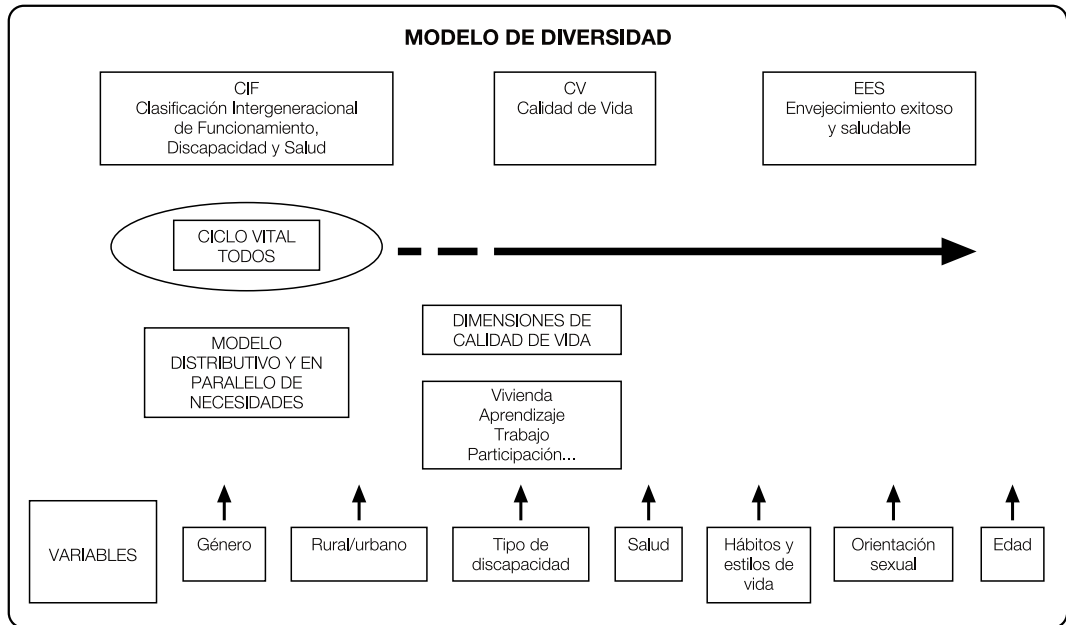 MODELO DE DIVERSIDAD
CIF
Clasificación Intergeneracional
de Funcionamiento,
Discapacidad y Salud
CV
Calidad de Vida
EES
Envejecimiento exitoso
y saludable
CICLO VITAL
TODOS
MODELO
DISTRIBUTIVO Y EN
PARALELO DE
NECESIDADES
DIMENSIONES DE
CALIDAD DE VIDA
Vivienda
Aprendizaje
Trabajo
Participación...
VARIABLES
Género
Rural/urbano
Tipo de
discapacidad
Salud
Hábitos y
estilos de
vida
Orientación
sexual
Edad